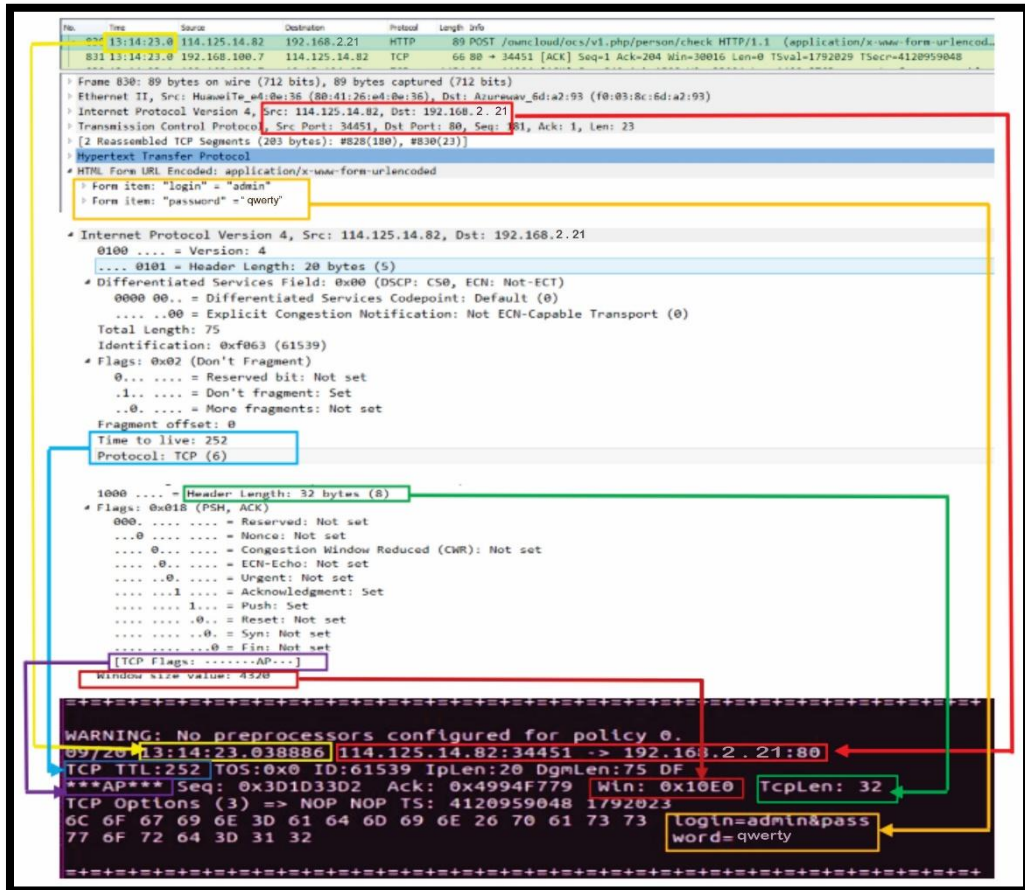 No. Time Source Destination Protocol Length Info
830 13:14:23.0 114.125.14.82 192.168.2.21 HTTP 89 POST /owncloud/ocs/v1.php/person/check HTTP/1.1 (application/x-www-form-urlencod…
831 13:14:23.0 192.168.100.7 114.125.14.82 TCP 66 80 → 34451 [ACK] Seq=1 Ack=204 Win=30016 Len=0 TSval=1792029 TSecr=4120959048
Frame 830: 89 bytes on wire (712 bits), 89 bytes captured (712 bits)
Ethernet II, Src: HuaweiTe_e4:0e:36 (80:41:26:e4:0e:36), Dst: Azurewav_6d:a2:93 (f0:03:8c:6d:a2:93)
Internet Protocol Version 4, Src: 114.125.14.82, Dst: 192.168.2.21
Transmission Control Protocol, Src Port: 34451, Dst Port: 80, Seq: 181, Ack: 1, Len: 23
[2 Reassembled TCP Segments (203 bytes): #828(180), #830(23)]
Hypertext Transfer Protocol
HTML Form URL Encoded: application/x-www-form-urlencoded
Form item: "login" = "admin"
Form item: "password" =" qwerty"
Internet Protocol Version 4, Src: 114.125.14.82, Dst: 192.168.2.21
0100 .... = Version: 4
.... 0101 = Header Length: 20 bytes (5)
Differentiated Services Field: 0x00 (DSCP: CS0, ECN: Not-ECT)
0000 00.. = Differentiated Services Codepoint: Default (0)
.... ..00 = Explicit Congestion Notification: Not ECN-Capable Transport (0)
Total Length: 75
Identification: 0xf063 (61539)
Flags: 0x02 (Don't Fragment)
0... .... = Reserved bit: Not set
.1.. .... = Don't fragment: Set
..0. .... = More fragments: Not set
Fragment offset: 0
Time to live: 252
Protocol: TCP (6)
1000 .... = Header Length: 32 bytes (8)
Flags: 0x018 (PSH, ACK)
000. .... .... = Reserved: Not set
...0 .... .... = Nonce: Not set
.... 0... .... = Congestion Window Reduced (CWR): Not set
.... .0.. .... = ECN-Echo: Not set
.... ..0. .... = Urgent: Not set
.... ...1 .... = Acknowledgment: Set
.... .... 1... = Push: Set
.... .... .0.. = Reset: Not set
.... .... ..0. = Syn: Not set
.... .... ...0 = Fin: Not set
[TCP Flags: ·······AP···]
Window size value: 4320
=+=+=+=+=+=+=+=+=+=+=+=+=+=+=+=+=+=+=+=+=+=+=+=+=+=+=+=+=+=+=+=+=+=+=+=+=+
WARNING: No preprocessors configured for policy 0.
09/20-13:14:23.038886 114.125.14.82:34451 -> 192.168.2.21:80
TCP TTL:252 TOS:0x0 ID:61539 IpLen:20 DgmLen:75 DF
***AP*** Seq: 0x3D1D33D2 Ack: 0x4994F779 Win: 0x10E0 TcpLen: 32
TCP Options (3) => NOP NOP TS: 4120959048 1792023
6C 6F 67 69 6E 3D 61 64 6D 69 6E 26 70 61 73 73 login=admin&pass
77 6F 72 64 3D 31 32 word= qwerty
=+=+=+=+=+=+=+=+=+=+=+=+=+=+=+=+=+=+=+=+=+=+=+=+=+=+=+=+=+=+=+=+=+=+=+=+=+